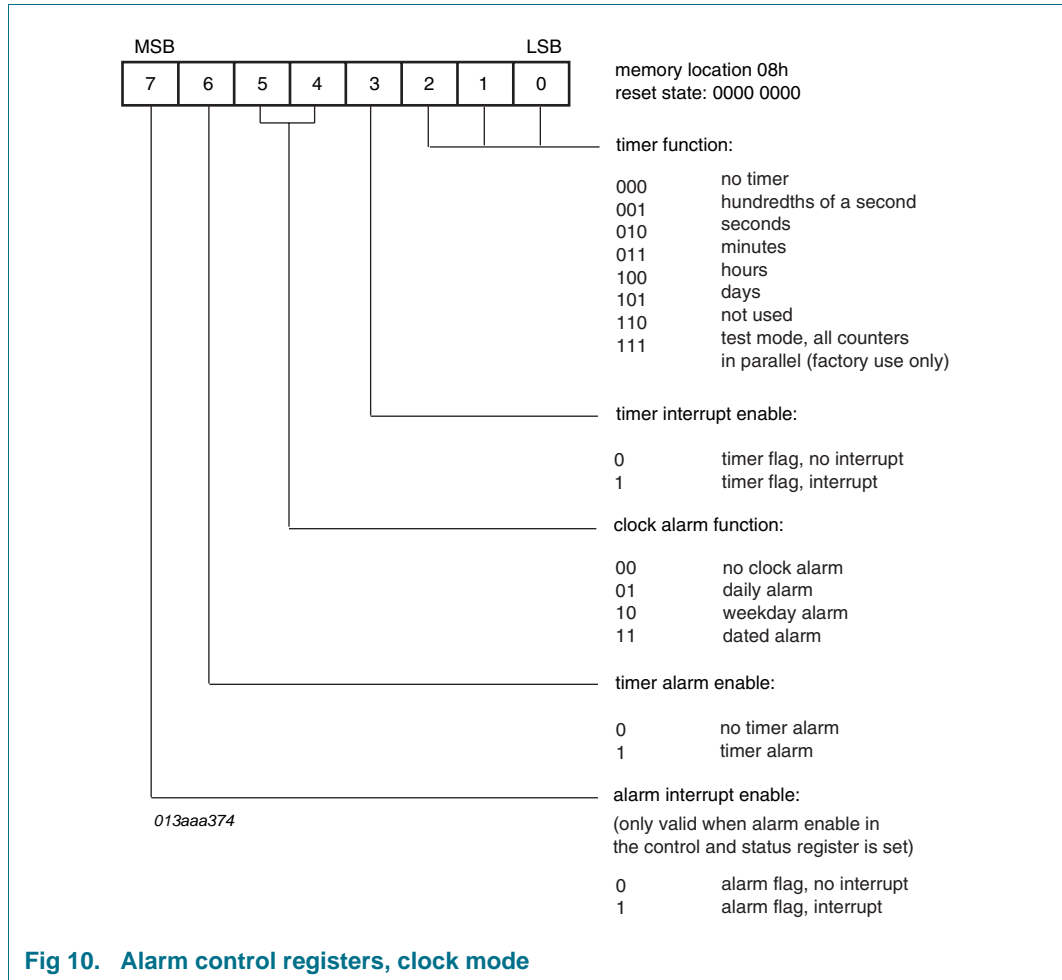 MSB LSB
7 6 5 4 3 2 1 0
memory location 08h
reset state: 0000 0000
timer function:
000 no timer
001 hundredths of a second
010 seconds
011 minutes
100 hours
101 days
110 not used
111 test mode, all counters
in parallel (factory use only)
timer interrupt enable:
0 timer flag, no interrupt
1 timer flag, interrupt
clock alarm function:
00 no clock alarm
01 daily alarm
10 weekday alarm
11 dated alarm
timer alarm enable:
0 no timer alarm
1 timer alarm
alarm interrupt enable:
(only valid when alarm enable in
the control and status register is set)
0 alarm flag, no interrupt
1 alarm flag, interrupt
013aaa374
Fig 10. Alarm control registers, clock mode